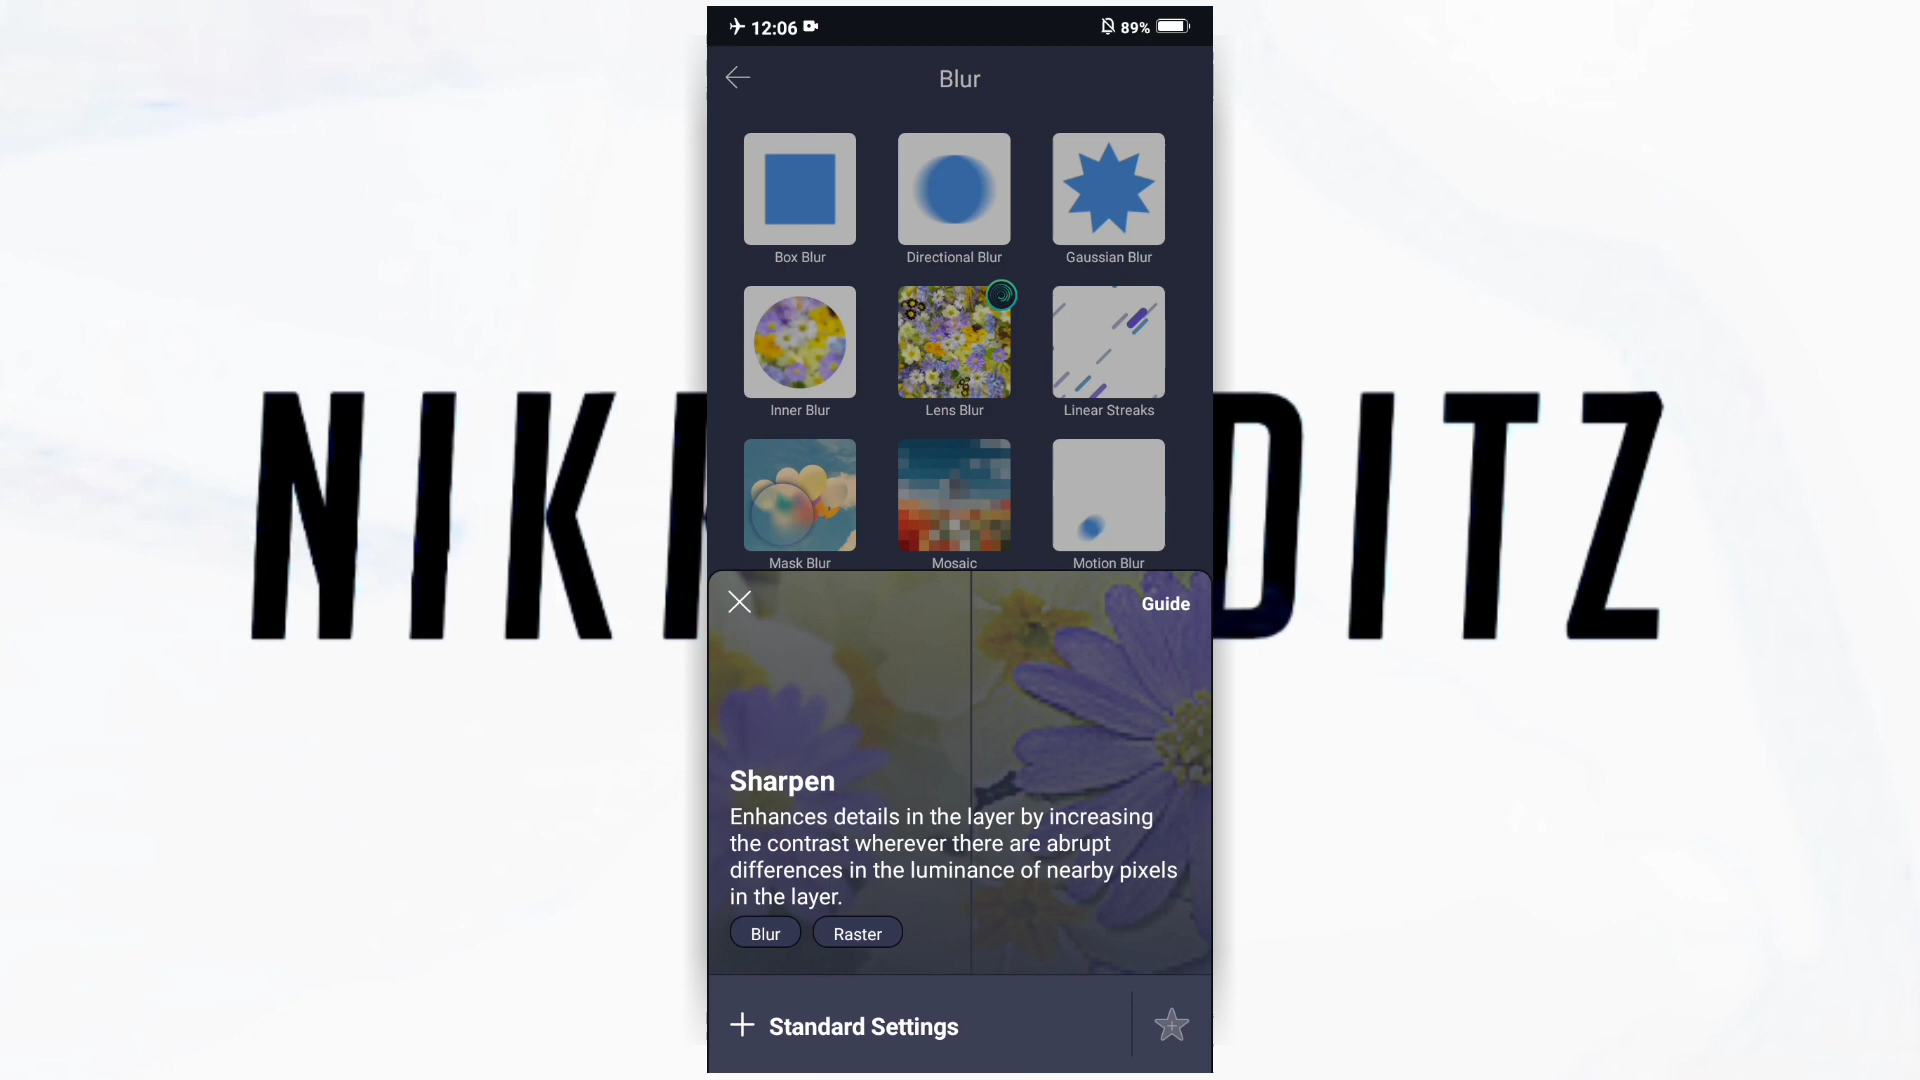 12:06
89%
Blur
Box Blur
Directional Blur
Gaussian Blur
Inner Blur
Lens Blur
Linear Streaks
Mask Blur
Mosaic
Motion Blur
NIK
DITZ
Guide
Sharpen
Enhances details in the layer by increasing
the contrast wherever there are abrupt
differences in the luminance of nearby pixels
in the layer.
Blur
Raster
Standard Settings